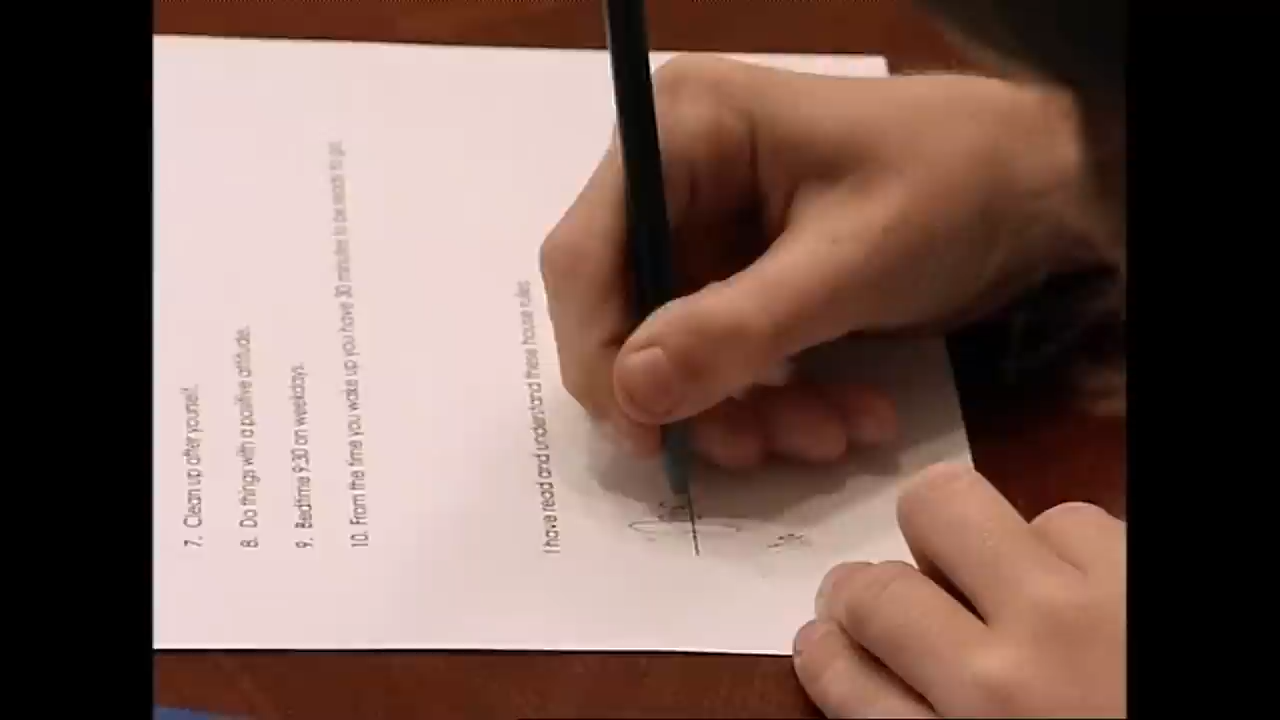 7. Clean up after yourself.
8. Do things with a positive attitude.
9. Bedtime 9:30 on weekdays.
10. From the time you wake up you have 30 minutes to be ready to go.
I have read and understand these house rules